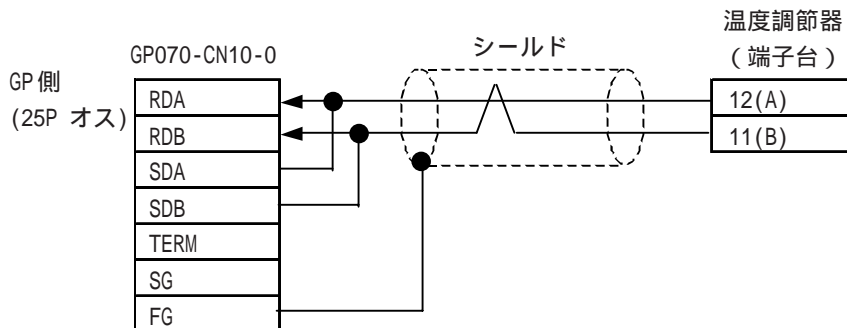 温度調節器
(端子台)
シールド
GP070-CN10-0
GP側
(25P オス)
RDA
RDB
SDA
SDB
TERM
SG
FG
12(A)
11(B)